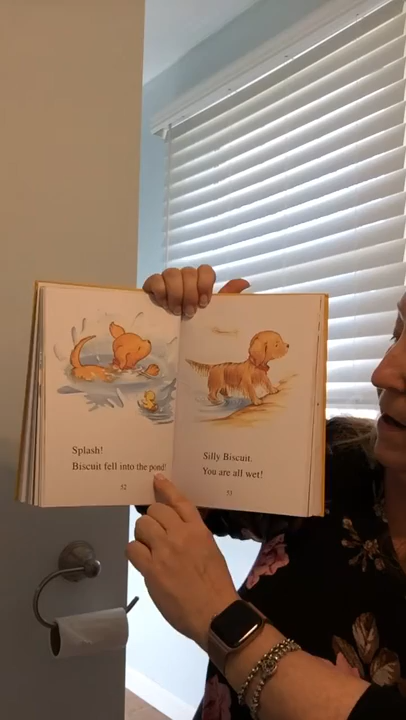 Splash!
Biscuit fell into the pond!
52
Silly Biscuit.
You are all wet!
53